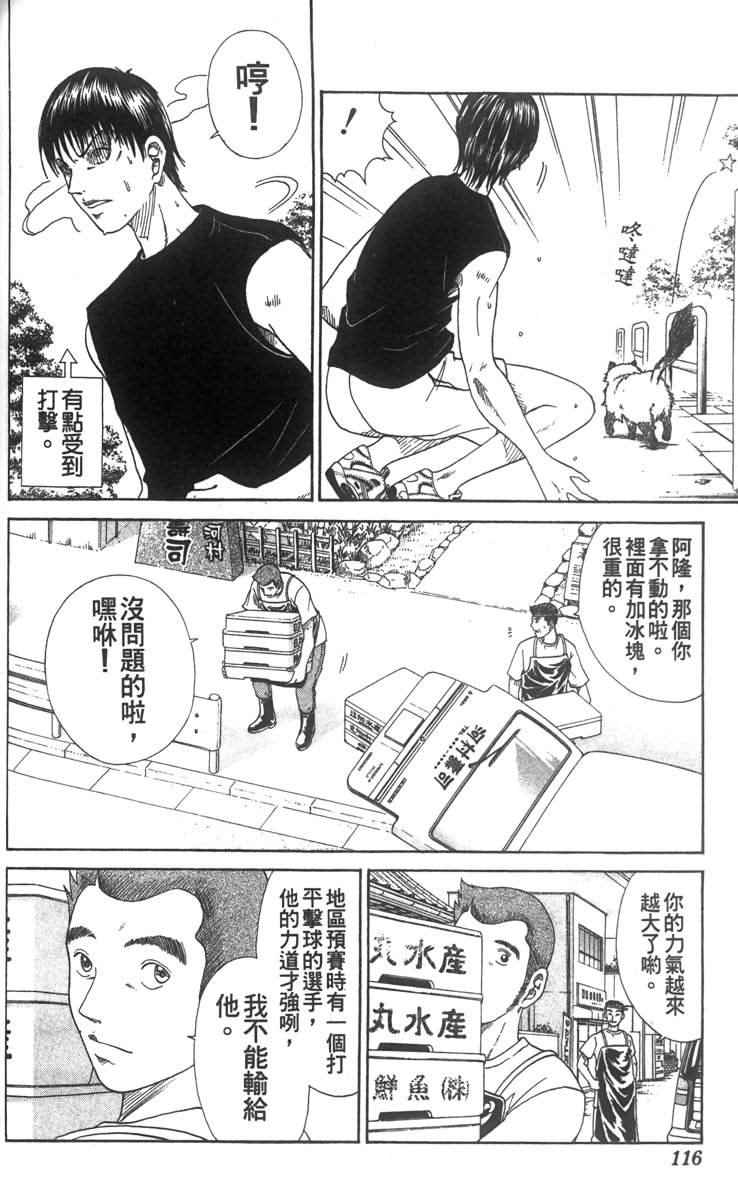 ！
咚噠噠
哼！
有點受到
打擊。
阿隆，那個你
拿不動的啦。
裡面有加冰塊，
很重的。
壽司
河村
沒問題的啦，
嘿咻！
河村壽司
你的力氣越來
越大了喲。
丸水産
丸水産
鮮魚㈱
地區預賽時有一個打
平擊球的選手，
他的力道才強咧，
我不能輸給
他。
116